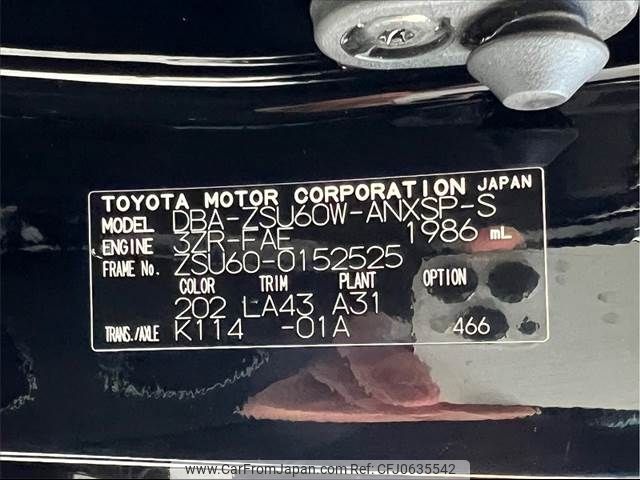 TOYOTA MOTOR CORPORATION JAPAN
MODEL DBA-ZSU60W-ANXSP-S
ENGINE 3ZR-FAE 1986 mL
FRAME No. ZSU60-0152525
COLOR TRIM PLANT OPTION
202 LA43 A31
TRANS./AXLE K114 -01A 466
www.CarFromJapan.com Ref: CFJ0635542